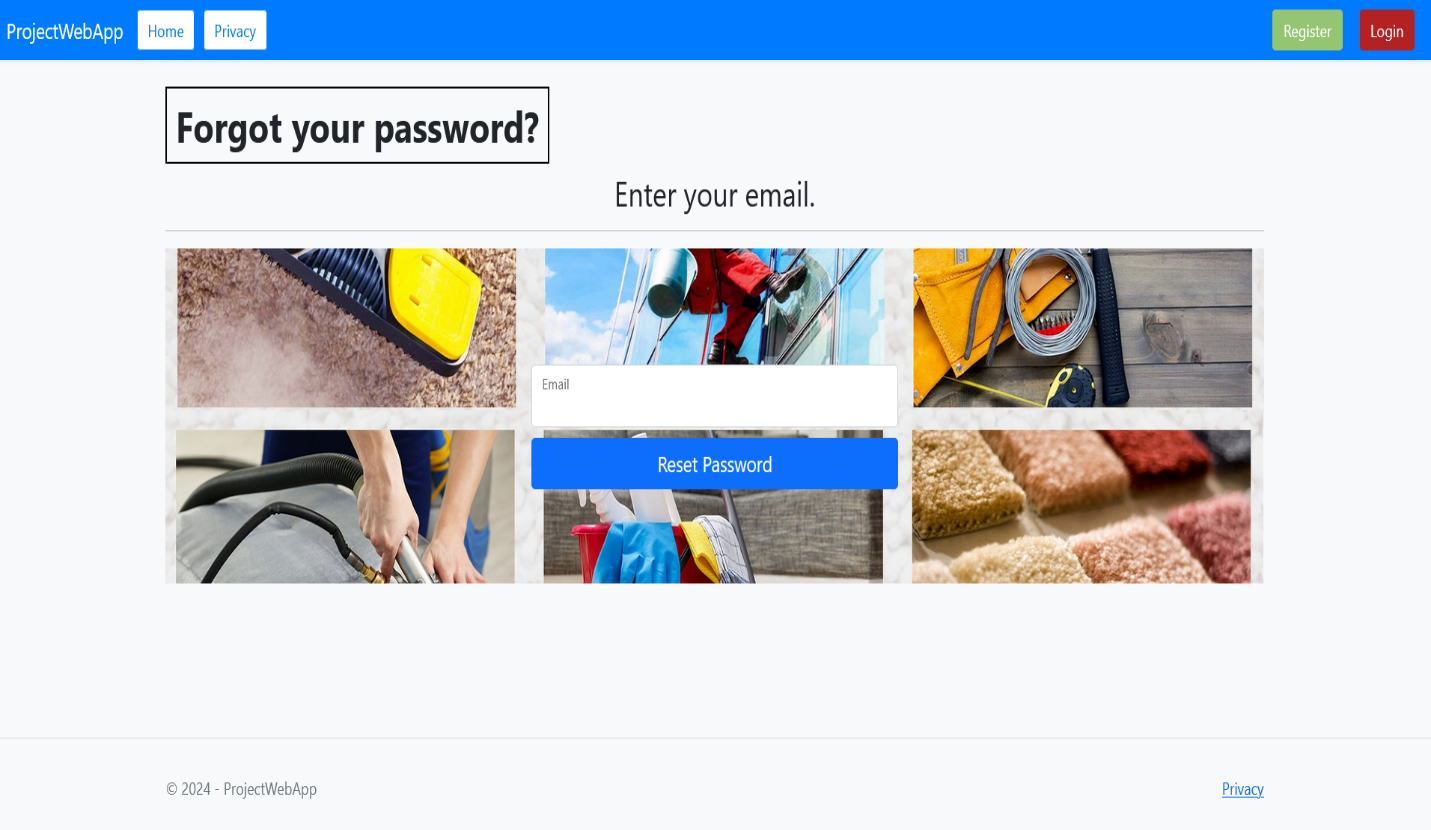 ProjectWebApp Home Privacy Register Login
Forgot your password?
Enter your email.
Email
Reset Password
© 2024 - ProjectWebApp Privacy